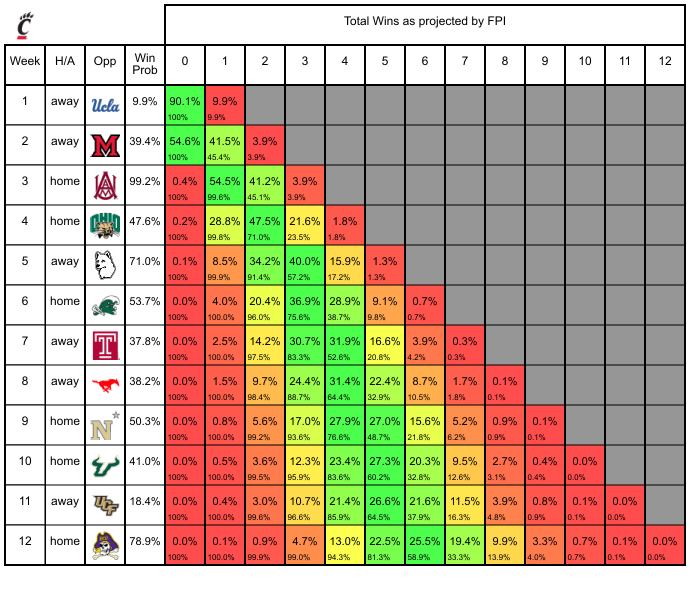 C
Total Wins as projected by FPI
Week H/A Opp Win Prob 0 1 2 3 4 5 6 7 8 9 10 11 12
1 away Ucla 9.9% 90.1% 9.9%
100% 9.9%
2 away M 39.4% 54.6% 41.5% 3.9%
100% 45.4% 3.9%
3 home A M 99.2% 0.4% 54.5% 41.2% 3.9%
100% 99.6% 45.1% 3.9%
4 home OHIO 47.6% 0.2% 28.8% 47.5% 21.6% 1.8%
100% 99.8% 71.0% 23.5% 1.8%
5 away 71.0% 0.1% 8.5% 34.2% 40.0% 15.9% 1.3%
100% 99.9% 91.4% 57.2% 17.2% 1.3%
6 home 53.7% 0.0% 4.0% 20.4% 36.9% 28.9% 9.1% 0.7%
100% 100.0% 96.0% 75.6% 38.7% 9.8% 0.7%
7 away T 37.8% 0.0% 2.5% 14.2% 30.7% 31.9% 16.6% 3.9% 0.3%
100% 100.0% 97.5% 83.3% 52.6% 20.8% 4.2% 0.3%
8 away 38.2% 0.0% 1.5% 9.7% 24.4% 31.4% 22.4% 8.7% 1.7% 0.1%
100% 100.0% 98.4% 88.7% 64.4% 32.9% 10.5% 1.8% 0.1%
9 home N 50.3% 0.0% 0.8% 5.6% 17.0% 27.9% 27.0% 15.6% 5.2% 0.9% 0.1%
100% 100.0% 99.2% 93.6% 76.6% 48.7% 21.8% 6.2% 0.9% 0.1%
10 home 41.0% 0.0% 0.5% 3.6% 12.3% 23.4% 27.3% 20.3% 9.5% 2.7% 0.4% 0.0%
100% 100.0% 99.5% 95.9% 83.6% 60.2% 32.8% 12.6% 3.1% 0.4% 0.0%
11 away UCF 18.4% 0.0% 0.4% 3.0% 10.7% 21.4% 26.6% 21.6% 11.5% 3.9% 0.8% 0.1% 0.0%
100% 100.0% 99.6% 96.6% 85.9% 64.5% 37.9% 16.3% 4.8% 0.9% 0.1% 0.0%
12 home 78.9% 0.0% 0.1% 0.9% 4.7% 13.0% 22.5% 25.5% 19.4% 9.9% 3.3% 0.7% 0.1% 0.0%
100% 100.0% 99.9% 99.0% 94.3% 81.3% 58.9% 33.3% 13.9% 4.0% 0.7% 0.1% 0.0%